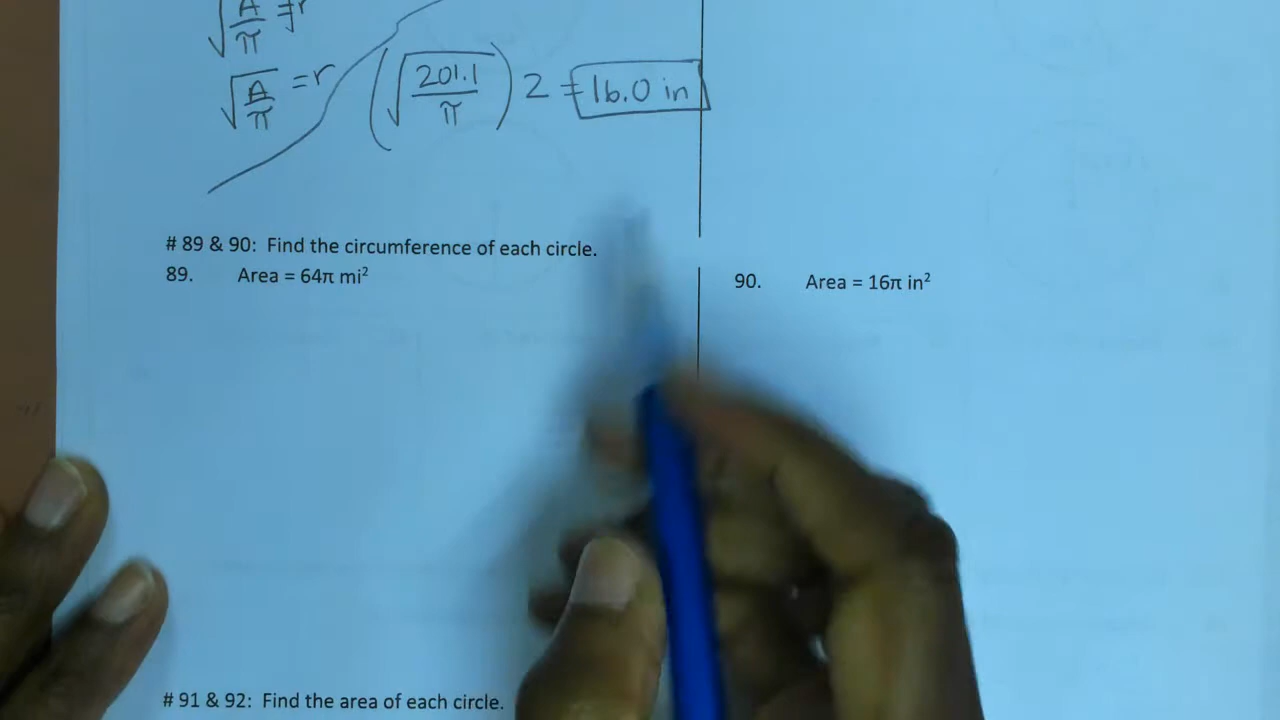 √A/π = r
√A/π = r (√201.1/π) 2 = 16.0 in
# 89 & 90: Find the circumference of each circle.
89. Area = 64π mi²
90. Area = 16π in²
# 91 & 92: Find the area of each circle.